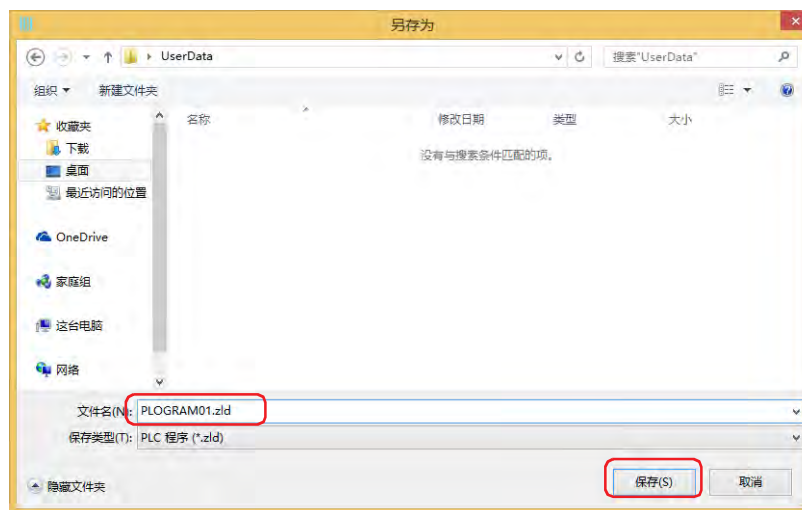 另存为
UserData
搜索"UserData"
组织 新建文件夹
名称 修改日期 类型 大小
没有与搜索条件匹配的项。
收藏夹
下载
桌面
最近访问的位置
OneDrive
家庭组
这台电脑
网络
文件名(N): PLOGRAM01.zld
保存类型(T): PLC 程序 (*.zld)
隐藏文件夹 保存(S) 取消